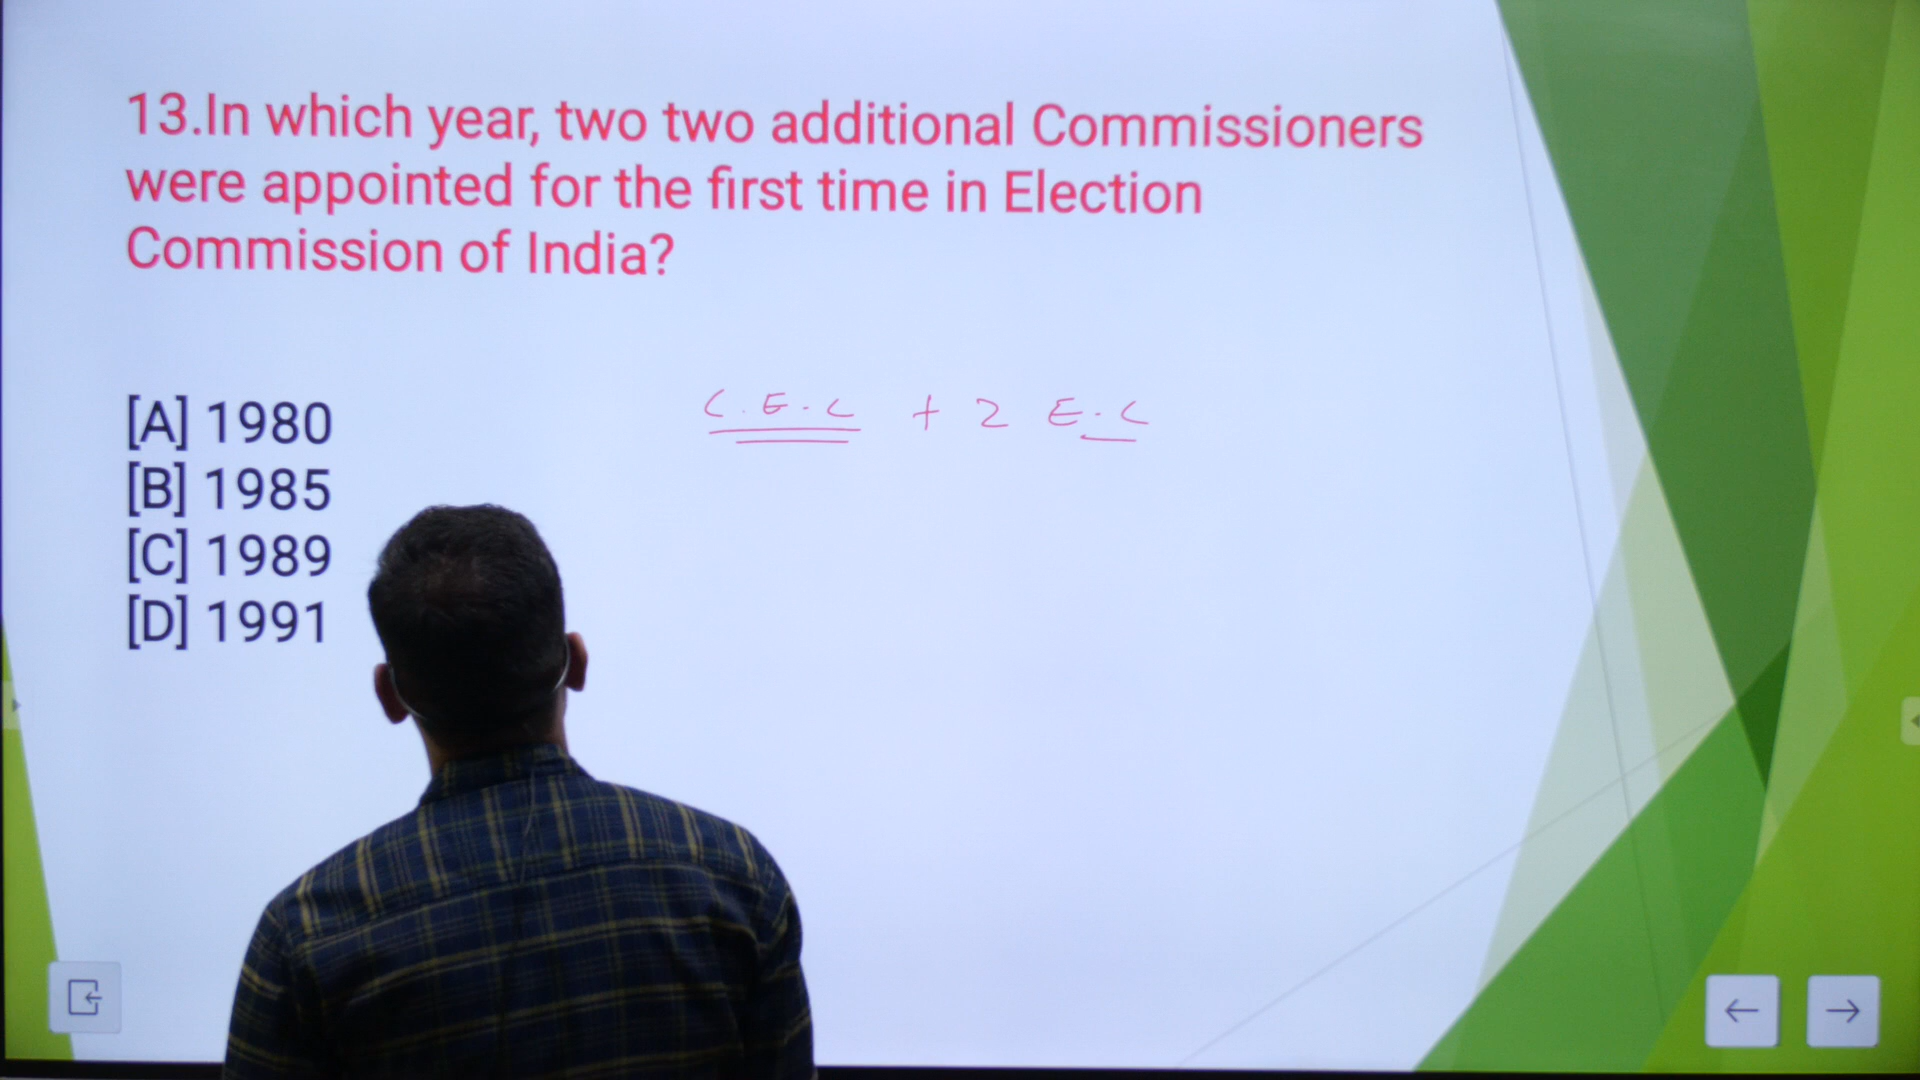 13.In which year, two two additional Commissioners
were appointed for the first time in Election
Commission of India?
[A] 1980
C.E.C + 2 E.C
[B] 1985
[C] 1989
[D] 1991